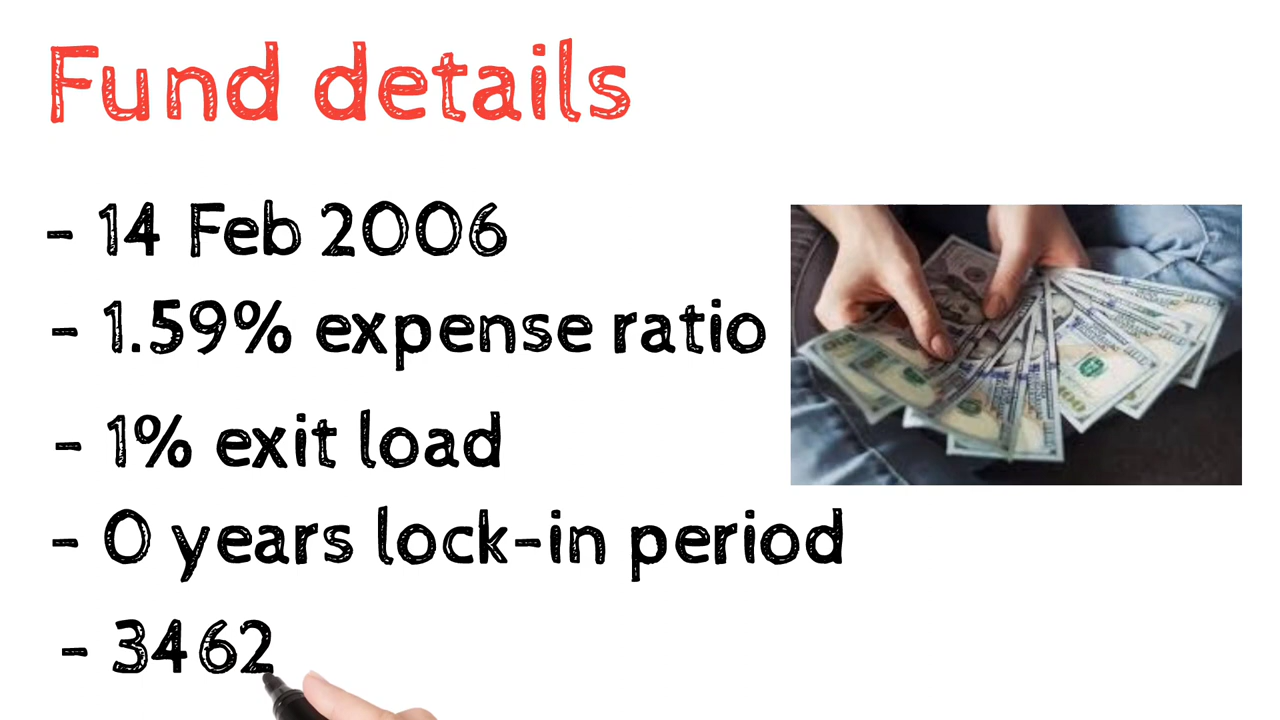 Fund details
- 14 Feb 2006
- 1.59% expense ratio
- 1% exit load
- 0 years lock-in period
- 3462